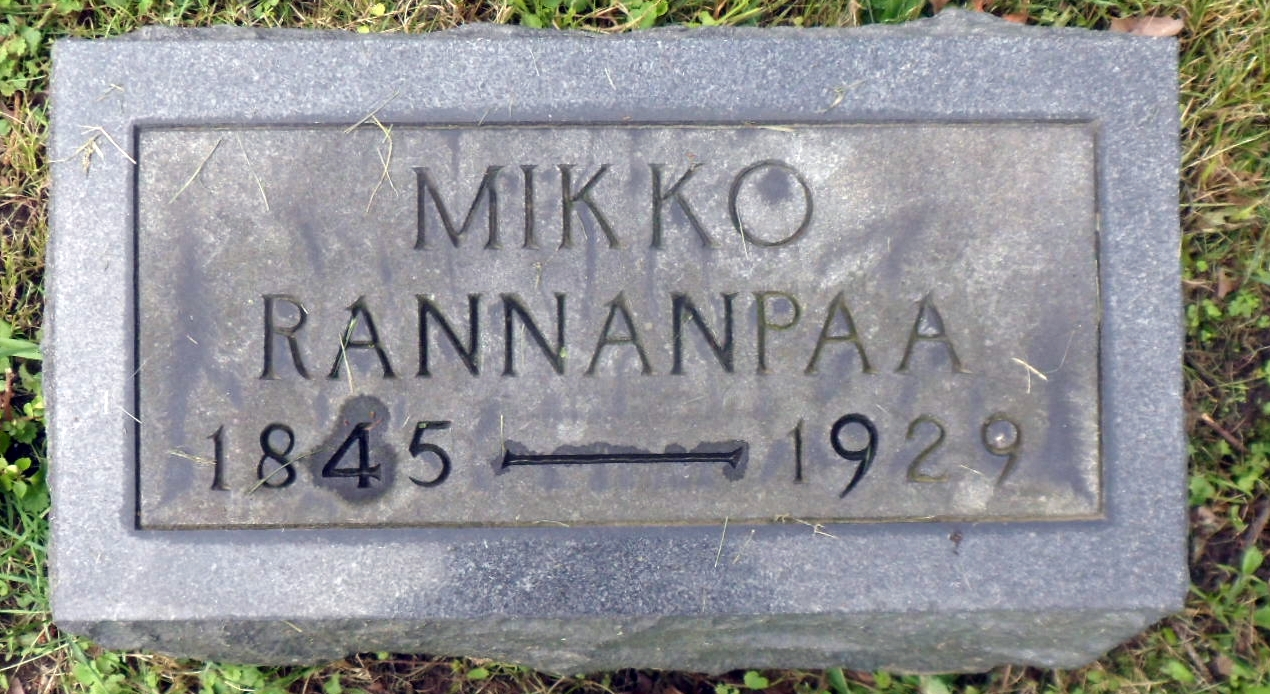 MIKKO
RANNANPAA
1845 — 1929